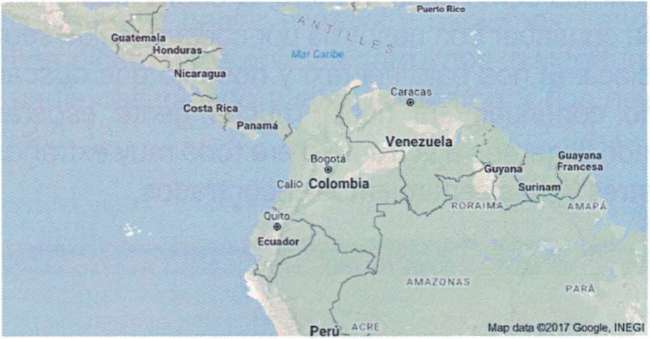 Puerto Rico
ANTILLES
Guatemala
Honduras
Mar Caribe
Nicaragua
Caracas
Costa Rica
Panamá
Venezuela
Bogotá
Guyana
Guayana
Francesa
Cali
Colombia
Surinam
RORAIMA
AMAPÁ
Quito
Ecuador
AMAZONAS
PARÁ
Perú
ACRE
Map data ©2017 Google, INEGI